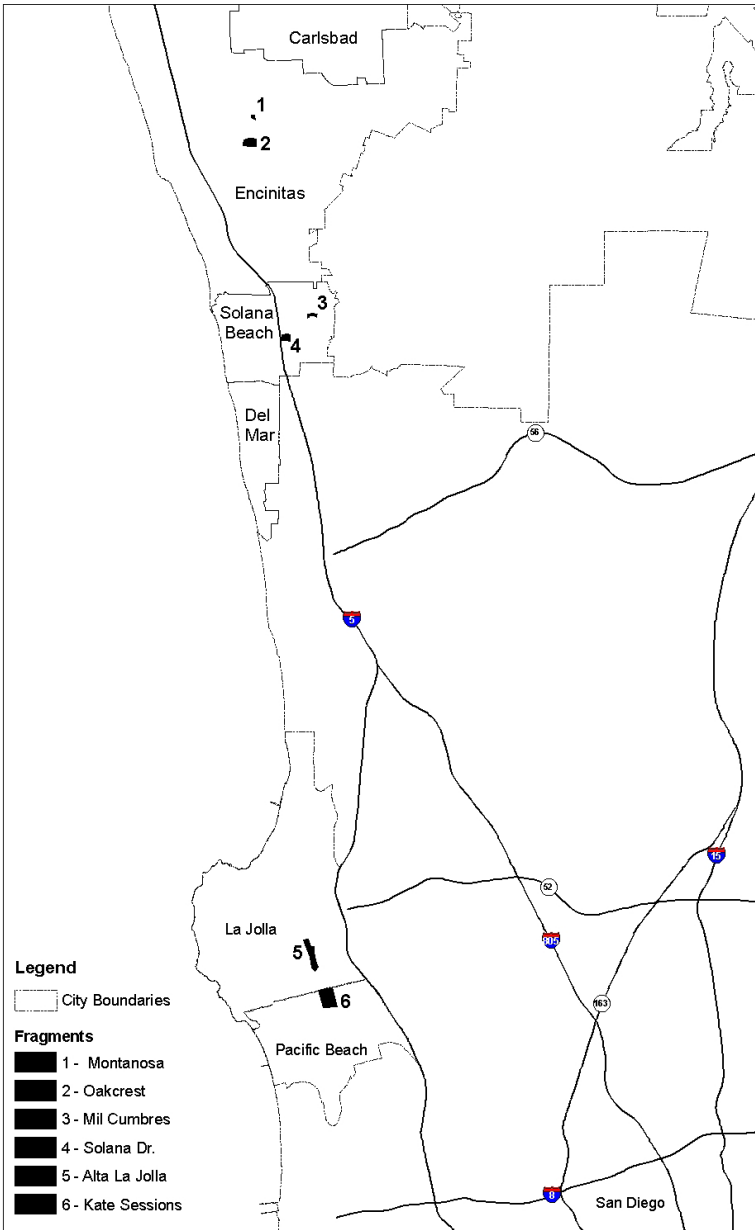 Carlsbad
1
2
Encinitas
3
Solana
Beach
4
Del
Mar
56
5
15
52
La Jolla
5
805
Legend
City Boundaries
6
163
Fragments
Pacific Beach
1 - Montanosa
2 - Oakcrest
3 - Mil Cumbres
4 - Solana Dr.
5 - Alta La Jolla
6 - Kate Sessions
8
San Diego